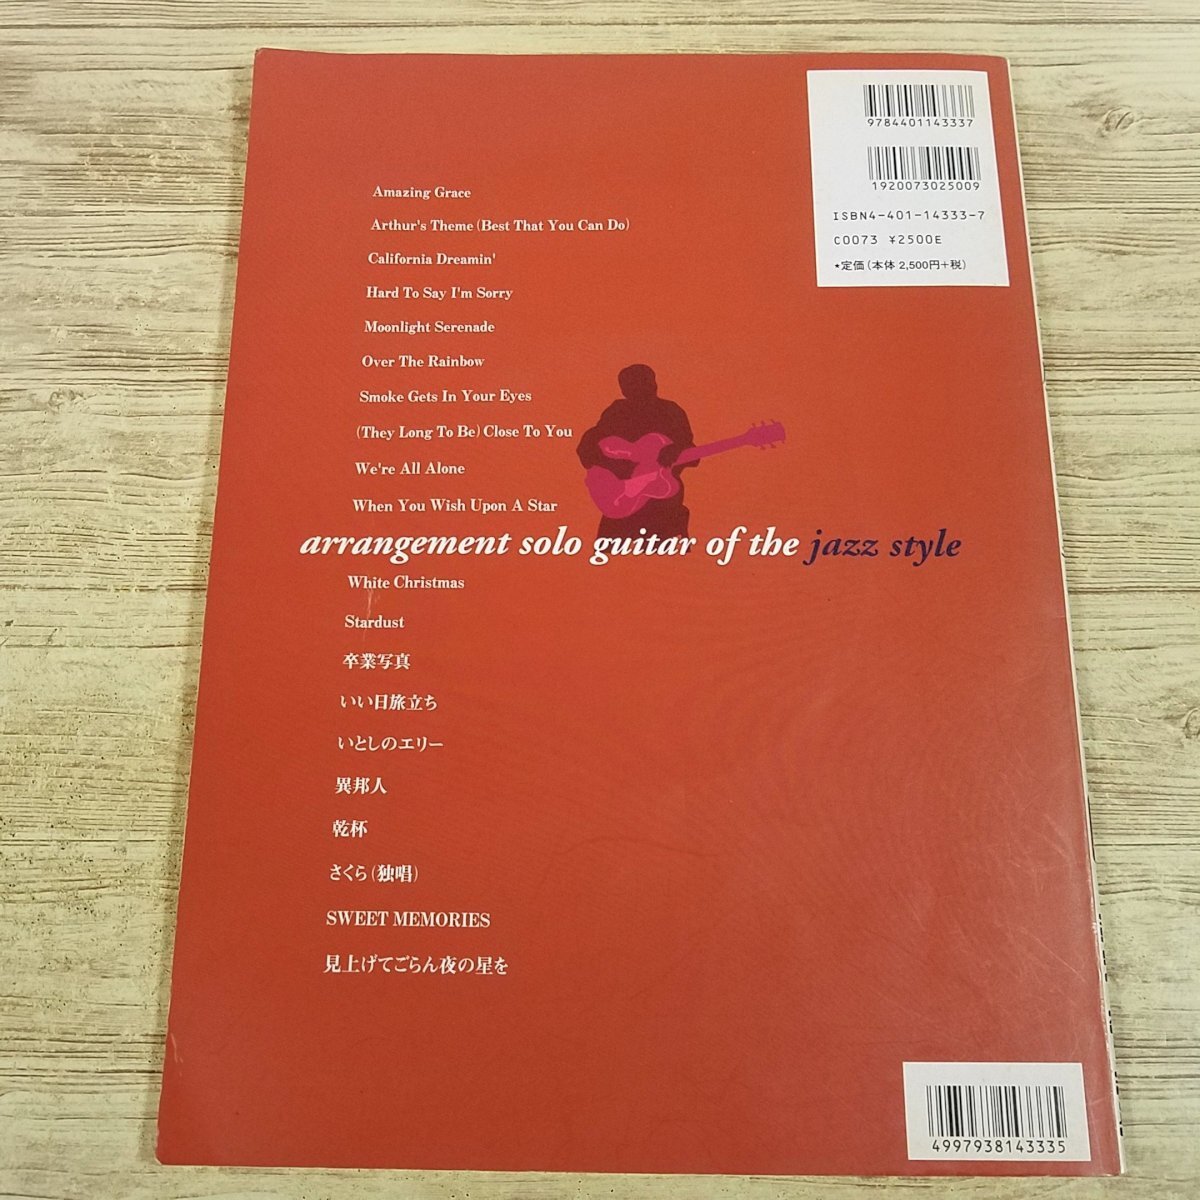 9784401143337
1920073025009
ISBN4-401-14333-7
C0073 ¥2500E
★定価(本体 2,500円+税)
Amazing Grace
Arthur's Theme (Best That You Can Do)
California Dreamin'
Hard To Say I'm Sorry
Moonlight Serenade
Over The Rainbow
Smoke Gets In Your Eyes
(They Long To Be) Close To You
We're All Alone
When You Wish Upon A Star
arrangement solo guitar of the jazz style
White Christmas
Stardust
卒業写真
いい日旅立ち
いとしのエリー
異邦人
乾杯
さくら(独唱)
SWEET MEMORIES
見上げてごらん夜の星を
4997938143335